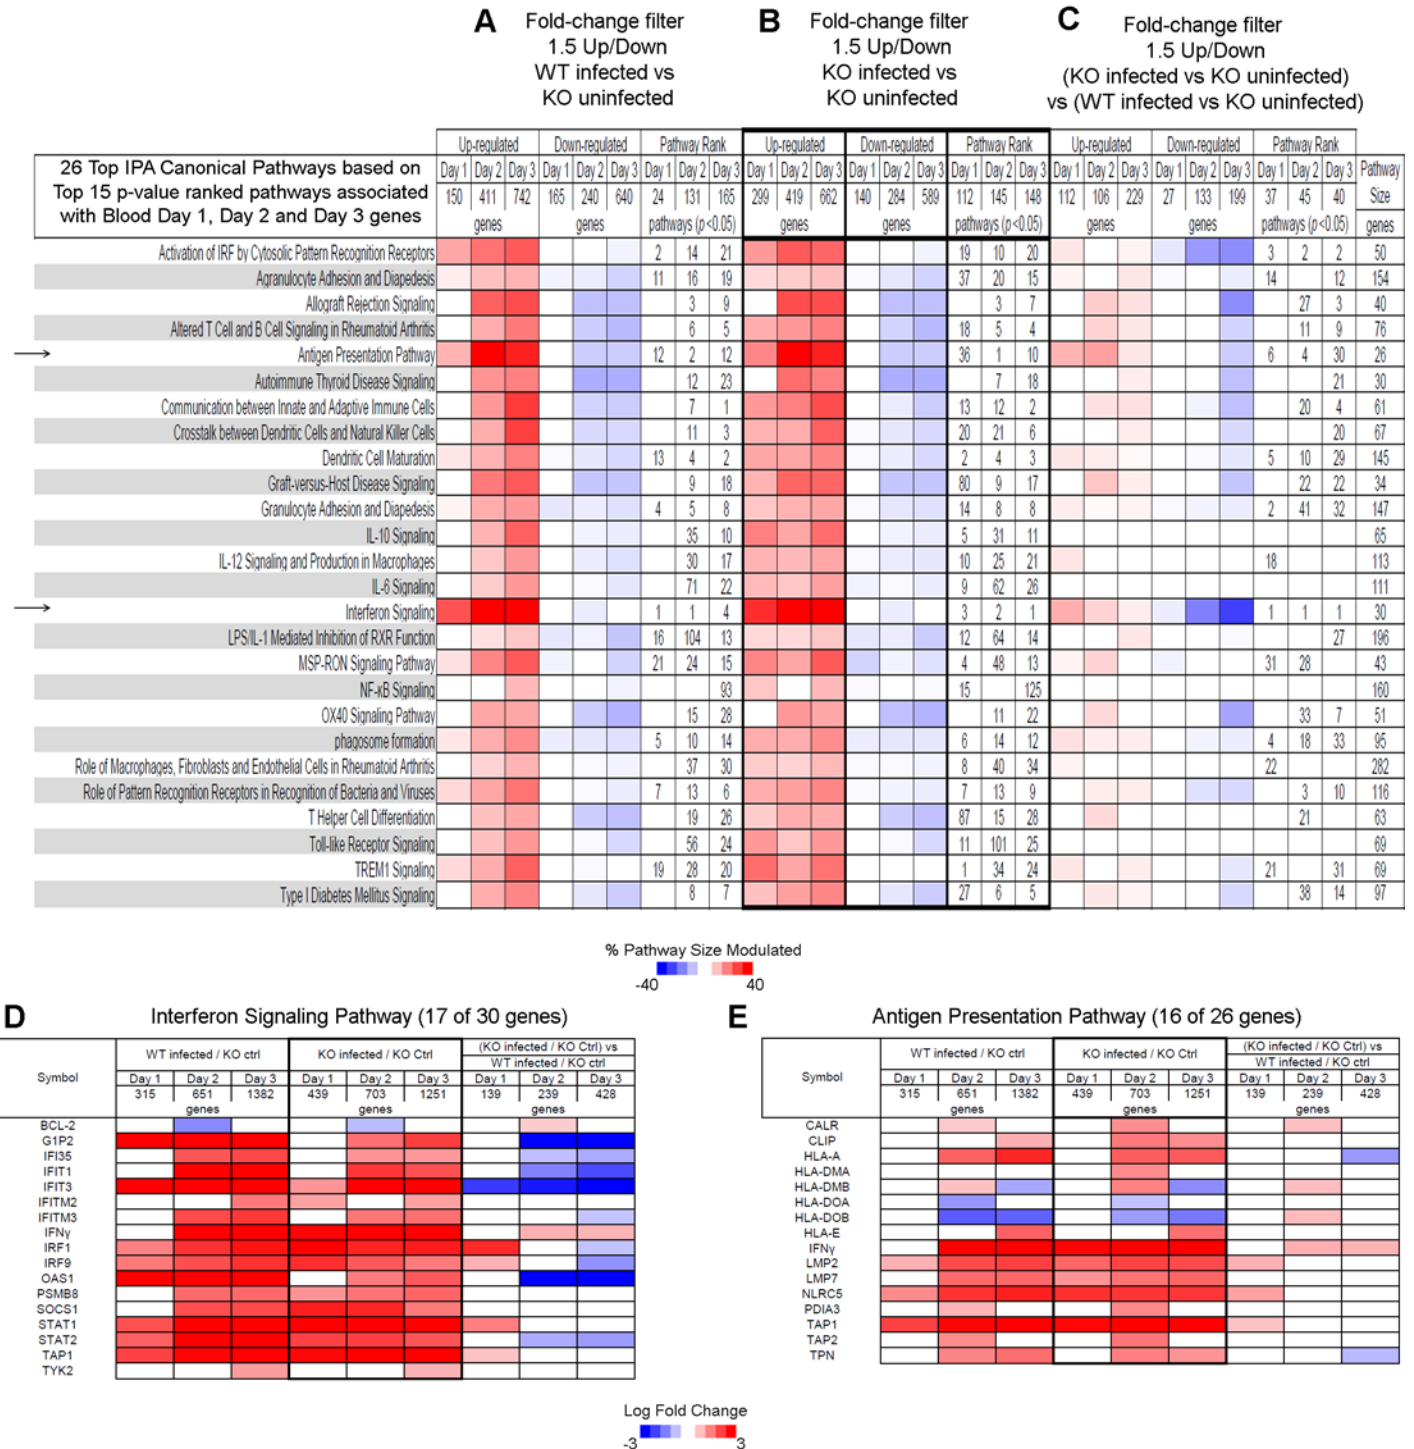 A
Fold-change filter
1.5 Up/Down
WT infected vs
KO uninfected
B
Fold-change filter
1.5 Up/Down
KO infected vs
KO uninfected
C
Fold-change filter
1.5 Up/Down
(KO infected vs KO uninfected)
vs (WT infected vs KO uninfected)
Up-regulated Down-regulated Pathway Rank Up-regulated Down-regulated Pathway Rank Up-regulated Down-regulated Pathway Rank
26 Top IPA Canonical Pathways based on
Top 15 p-value ranked pathways associated
with Blood Day 1, Day 2 and Day 3 genes
Day 1 Day 2 Day 3 Day 1 Day 2 Day 3 Day 1 Day 2 Day 3 Day 1 Day 2 Day 3 Day 1 Day 2 Day 3 Day 1 Day 2 Day 3 Day 1 Day 2 Day 3 Day 1 Day 2 Day 3 Day 1 Day 2 Day 3 Pathway
150 411 742 165 240 640 24 131 165 299 419 662 140 284 589 112 145 148 112 106 229 27 133 199 37 45 40 Size
genes genes pathways (p<0.05) genes genes pathways (p<0.05) genes genes pathways (p<0.05) genes
Activation of IRF by Cytosolic Pattern Recognition Receptors 2 14 21 19 10 20 3 2 2 50
Agranulocyte Adhesion and Diapedesis 11 16 19 37 20 15 14 12 154
Allograft Rejection Signaling 3 9 3 7 27 3 40
Altered T Cell and B Cell Signaling in Rheumatoid Arthritis 6 5 18 5 4 11 9 76
Antigen Presentation Pathway 12 2 12 36 1 10 6 4 30 26
Autoimmune Thyroid Disease Signaling 12 23 7 18 21 30
Communication between Innate and Adaptive Immune Cells 7 1 13 12 2 20 4 61
Crosstalk between Dendritic Cells and Natural Killer Cells 11 3 20 21 6 20 67
Dendritic Cell Maturation 13 4 2 2 4 3 5 10 29 145
Graft-versus-Host Disease Signaling 9 18 80 9 17 22 22 34
Granulocyte Adhesion and Diapedesis 4 5 8 14 8 8 2 41 32 147
IL-10 Signaling 35 10 5 31 11 65
IL-12 Signaling and Production in Macrophages 30 17 10 25 21 18 113
IL-6 Signaling 71 22 9 62 26 111
Interferon Signaling 1 1 4 3 2 1 1 1 1 30
LPS/IL-1 Mediated Inhibition of RXR Function 16 104 13 12 64 14 27 196
MSP-RON Signaling Pathway 21 24 15 4 48 13 31 28 43
NF-κB Signaling 93 15 125 160
OX40 Signaling Pathway 15 28 11 22 33 7 51
phagosome formation 5 10 14 6 14 12 4 18 33 95
Role of Macrophages, Fibroblasts and Endothelial Cells in Rheumatoid Arthritis 37 30 8 40 34 22 282
Role of Pattern Recognition Receptors in Recognition of Bacteria and Viruses 7 13 6 7 13 9 3 10 116
T Helper Cell Differentiation 19 26 87 15 28 21 63
Toll-like Receptor Signaling 56 24 11 101 25 69
TREM1 Signaling 19 28 20 1 34 24 21 31 69
Type I Diabetes Mellitus Signaling 8 7 27 6 5 38 14 97
% Pathway Size Modulated
-40 40
D
Interferon Signaling Pathway (17 of 30 genes)
Symbol
WT infected / KO ctrl KO infected / KO Ctrl (KO infected / KO Ctrl) vs
WT infected / KO ctrl
Day 1 Day 2 Day 3 Day 1 Day 2 Day 3 Day 1 Day 2 Day 3
315 651 1382 439 703 1251 139 239 428
genes genes genes
BCL-2
G1P2
IFI35
IFIT1
IFIT3
IFITM2
IFITM3
IFNγ
IRF1
IRF9
OAS1
PSMB8
SOCS1
STAT1
STAT2
TAP1
TYK2
E
Antigen Presentation Pathway (16 of 26 genes)
Symbol
WT infected / KO ctrl KO infected / KO Ctrl (KO infected / KO Ctrl) vs
WT infected / KO ctrl
Day 1 Day 2 Day 3 Day 1 Day 2 Day 3 Day 1 Day 2 Day 3
315 651 1382 439 703 1251 139 239 428
genes genes genes
CALR
CLIP
HLA-A
HLA-DMA
HLA-DMB
HLA-DOA
HLA-DOB
HLA-E
IFNγ
LMP2
LMP7
NLRC5
PDIA3
TAP1
TAP2
TPN
Log Fold Change
-3 3